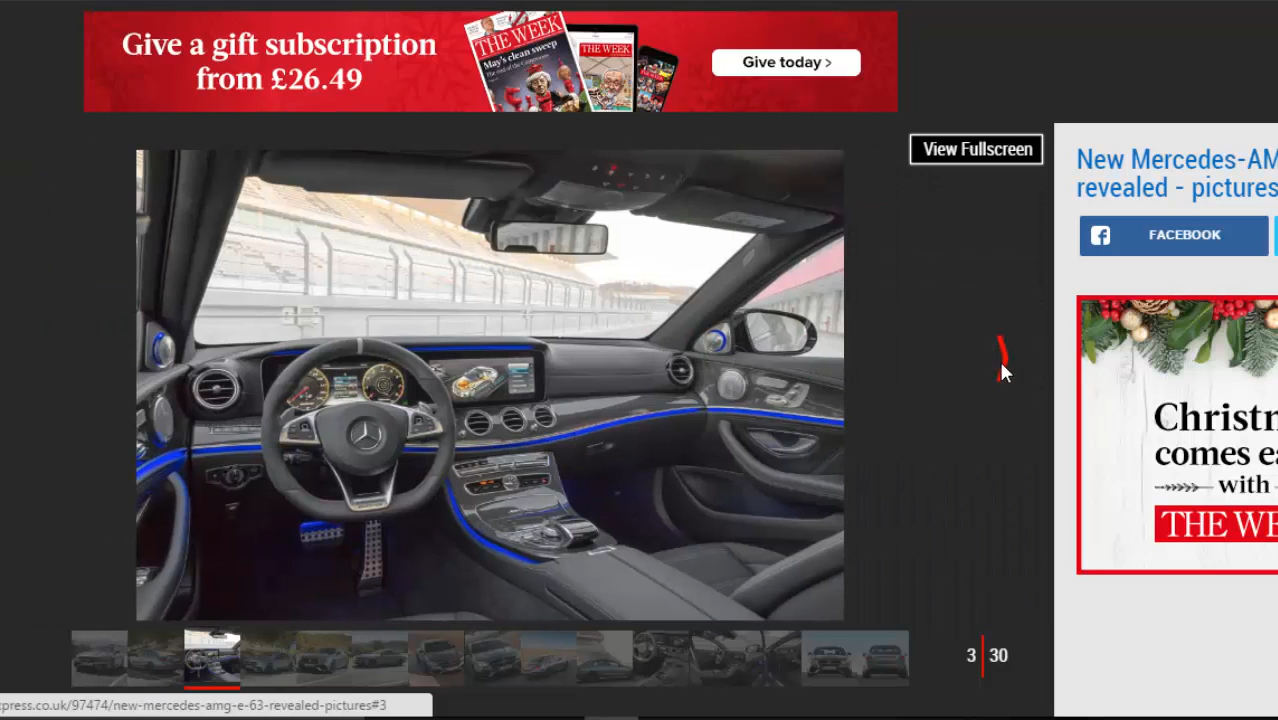 Give a gift subscription
from £26.49
THE WEEK
May's clean sweep
THE WEEK
Give today >
View Fullscreen
New Mercedes-AM
revealed - pictures
FACEBOOK
Christm
comes ea
with
THE WE
3 30
xpress.co.uk/97474/new-mercedes-amg-e-63-revealed-pictures#3